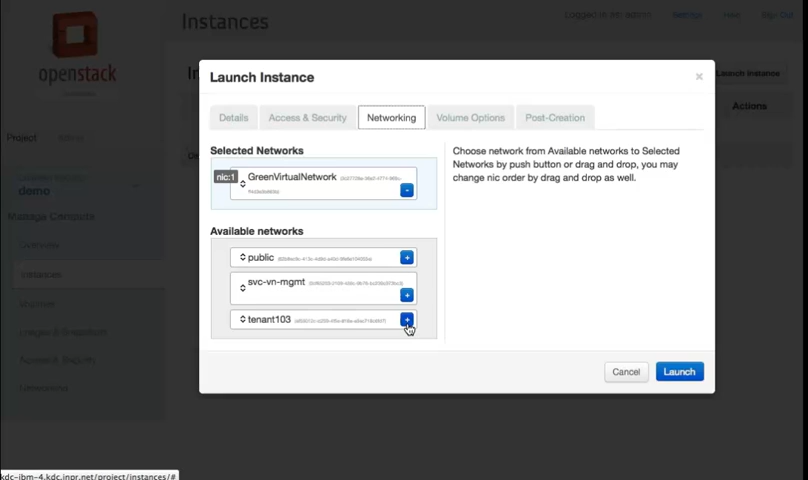 Instances
Logged in as: admin
Settings
Help
Sign Out
openstack
Launch Instance
×
Launch Instance
Actions
Details
Access & Security
Networking
Volume Options
Post-Creation
Project
Admin
Selected Networks
Choose network from Available networks to Selected
Networks by push button or drag and drop, you may
change nic order by drag and drop as well.
nic:1
GreenVirtualNetwork
-
demo
Manage Compute
Available networks
Overview
public
+
Instances
svc-vn-mgmt
+
Volumes
tenant103
+
Images & Snapshots
Access & Security
Cancel
Launch
Networking
kdc-ibm-4.kdc.jnpr.net/project/instances/#